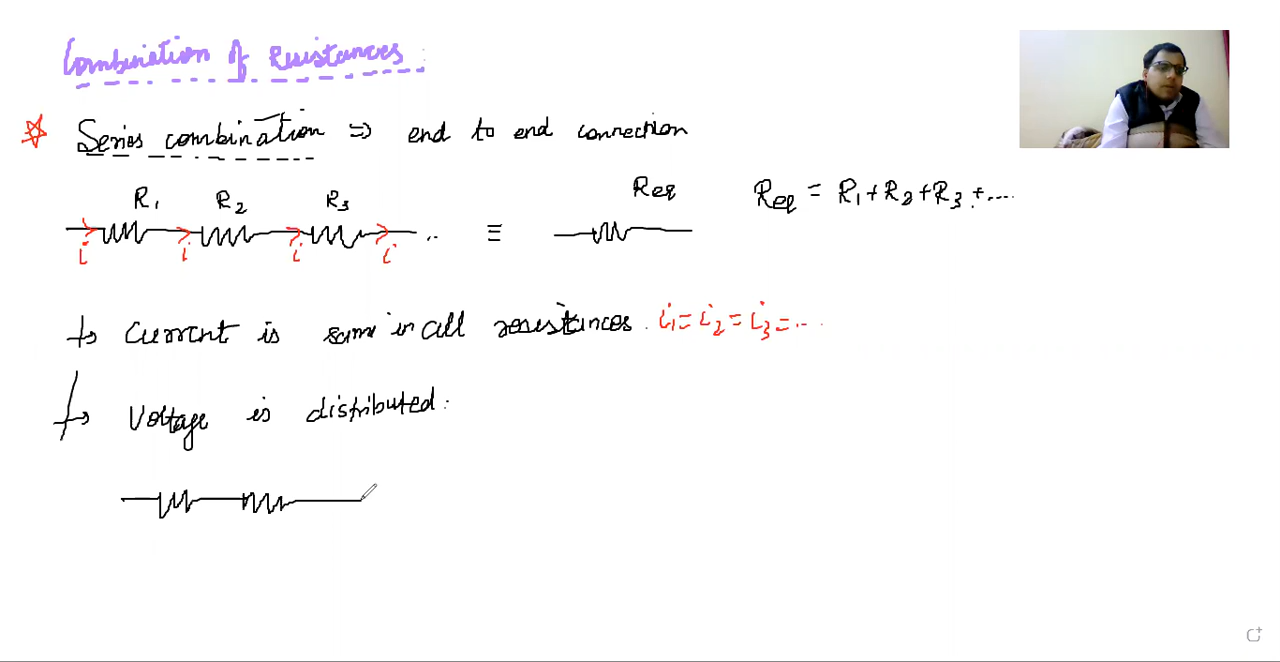 Combination of Resistances:
Series combination ⇒ end to end connection
R1 R2 R3 Req Req = R1+R2+R3+....
i i i i .. ≡
→ Current is same in all resistances. i1 = i2 = i3 = ...
→ Voltage is distributed: